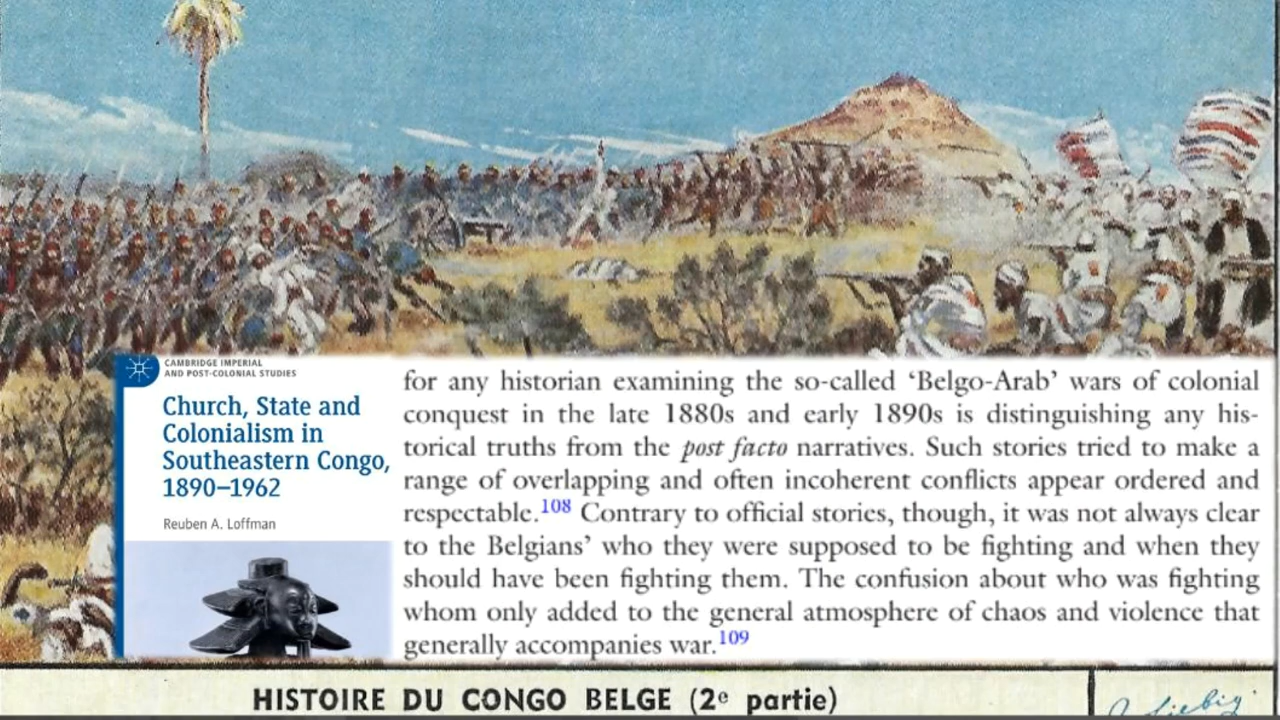 CAMBRIDGE IMPERIAL
AND POST-COLONIAL STUDIES
Church, State and
Colonialism in
Southeastern Congo,
1890–1962
Reuben A. Loffman
for any historian examining the so-called ‘Belgo-Arab’ wars of colonial
conquest in the late 1880s and early 1890s is distinguishing any his-
torical truths from the post facto narratives. Such stories tried to make a
range of overlapping and often incoherent conflicts appear ordered and
respectable.108 Contrary to official stories, though, it was not always clear
to the Belgians’ who they were supposed to be fighting and when they
should have been fighting them. The confusion about who was fighting
whom only added to the general atmosphere of chaos and violence that
generally accompanies war.109
HISTOIRE DU CONGO BELGE (2e partie)
Liebig